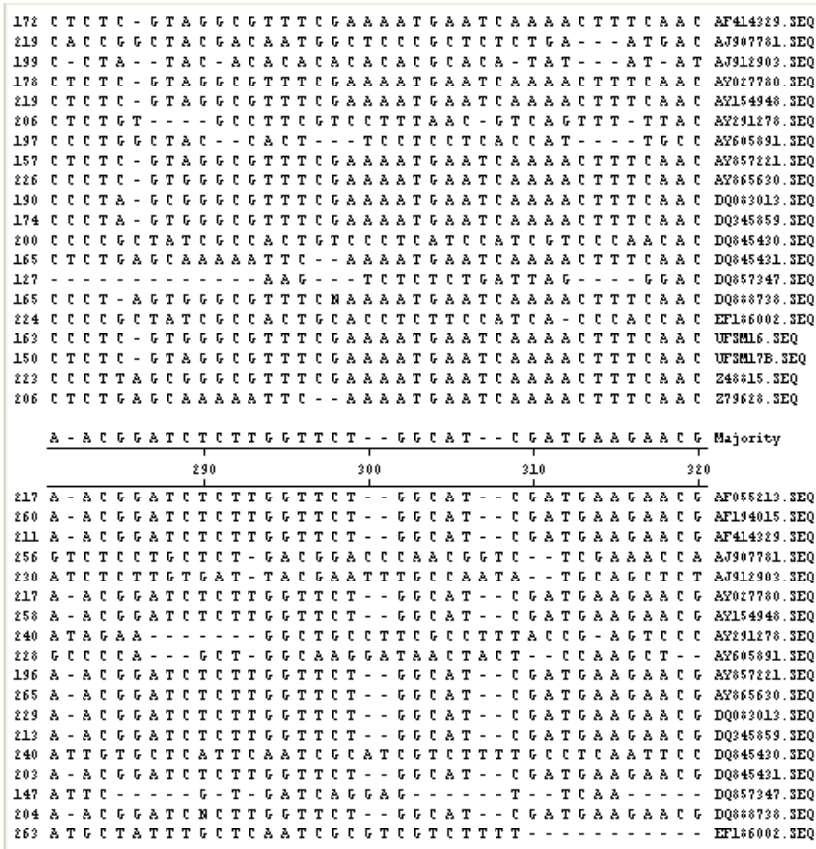 172 C T C T C - G T A G G C G T T T C G A A A A T G A A T C A A A A C T T T C A A C AF414329.SEQ
219 C A C C G G C T A C G A C A A T G G C T C C C G C T C T C T G A - - - A T G A C AJ907781.SEQ
199 C - C T A - - T A C - A C A C A C A C A C A C G C A C A - T A T - - - A T - A T AJ912903.SEQ
178 C T C T C - G T A G G C G T T T C G A A A A T G A A T C A A A A C T T T C A A C AY027780.SEQ
219 C T C T C - G T A G G C G T T T C G A A A A T G A A T C A A A A C T T T C A A C AY154948.SEQ
206 C T C T G T - - - - G C C T T C G T C C T T T A A C - G T C A G T T T - T T A C AY291278.SEQ
197 C C C T G G C T A C - - C A C T - - - T C C T C C T C A C C A T - - - - T G C C AY605891.SEQ
157 C T C T C - G T A G G C G T T T C G A A A A T G A A T C A A A A C T T T C A A C AY857221.SEQ
226 C C C T C - G T G G G C G T T T C G A A A A T G A A T C A A A A C T T T C A A C AY865630.SEQ
190 C C C T A - G C G G G C G T T T C G A A A A T G A A T C A A A A C T T T C A A C DQ083013.SEQ
174 C C C T A - G T G G G C G T T T C G A A A A T G A A T C A A A A C T T T C A A C DQ345859.SEQ
200 C C C C G C T A T C G C C A C T G T C C C T C A T C C A T C G T C C C A A C A C DQ845430.SEQ
165 C T C T G A G C A A A A A T T C - - A A A A T G A A T C A A A A C T T T C A A C DQ845431.SEQ
127 - - - - - - - - - - - - - A A G - - - T C T C T C T G A T T A G - - - - G G A C DQ857347.SEQ
165 C C C T - A G T G G G C G T T T C N A A A A T G A A T C A A A A C T T T C A A C DQ888738.SEQ
224 C C C C G C T A T C G C C A C T G C A C C T C T T C C A T C A - C C C A C C A C EF186002.SEQ
163 C C C T C - G T G G G C G T T T C G A A A A T G A A T C A A A A C T T T C A A C UFSM16.SEQ
150 C T C T C - G T A G G C G T T T C G A A A A T G A A T C A A A A C T T T C A A C UFSM17B.SEQ
223 C C C T T A G C G G G C G T T T C G A A A A T G A A T C A A A A C T T T C A A C Z48815.SEQ
206 C T C T G A G C A A A A A T T C - - A A A A T G A A T C A A A A C T T T C A A C Z79628.SEQ
A - A C G G A T C T C T T G G T T C T - - G G C A T - - C G A T G A A G A A C G Majority
290 300 310 320
217 A - A C G G A T C T C T T G G T T C T - - G G C A T - - C G A T G A A G A A C G AF055213.SEQ
260 A - A C G G A T C T C T T G G T T C T - - G G C A T - - C G A T G A A G A A C G AF194015.SEQ
211 A - A C G G A T C T C T T G G T T C T - - G G C A T - - C G A T G A A G A A C G AF414329.SEQ
256 G T C T C C T G C T C T - G A C G G A C C C A A C G G T C - - T C G A A A C C A AJ907781.SEQ
230 A T C T C T T G T G A T - T A C G A A T T T G C C A A T A - - T G C A G C T C T AJ912903.SEQ
217 A - A C G G A T C T C T T G G T T C T - - G G C A T - - C G A T G A A G A A C G AY027780.SEQ
258 A - A C G G A T C T C T T G G T T C T - - G G C A T - - C G A T G A A G A A C G AY154948.SEQ
240 A T A G A A - - - - - - - G G C T G C C T T C G C C T T T A C C G - A G T C C C AY291278.SEQ
228 G C C C C A - - - G C T - G G C A A G G A T A A C T A C T - - C C A A G C T - - AY605891.SEQ
196 A - A C G G A T C T C T T G G T T C T - - G G C A T - - C G A T G A A G A A C G AY857221.SEQ
265 A - A C G G A T C T C T T G G T T C T - - G G C A T - - C G A T G A A G A A C G AY865630.SEQ
229 A - A C G G A T C T C T T G G T T C T - - G G C A T - - C G A T G A A G A A C G DQ083013.SEQ
213 A - A C G G A T C T C T T G G T T C T - - G G C A T - - C G A T G A A G A A C G DQ345859.SEQ
240 A T T G T G C T C A T T C A A T C G C A T C G T C T T T T G C C T C A A T T C C DQ845430.SEQ
203 A - A C G G A T C T C T T G G T T C T - - G G C A T - - C G A T G A A G A A C G DQ845431.SEQ
147 A T T C - - - - - G - T - G A T C A G G A G - - - - - - T - - T C A A - - - - - DQ857347.SEQ
204 A - A C G G A T C N C T T G G T T C T - - G G C A T - - C G A T G A A G A A C G DQ888738.SEQ
263 A T G C T A T T T G C T C A A T C G C G T C G T C T T T T - - - - - - - - - - - EF186002.SEQ